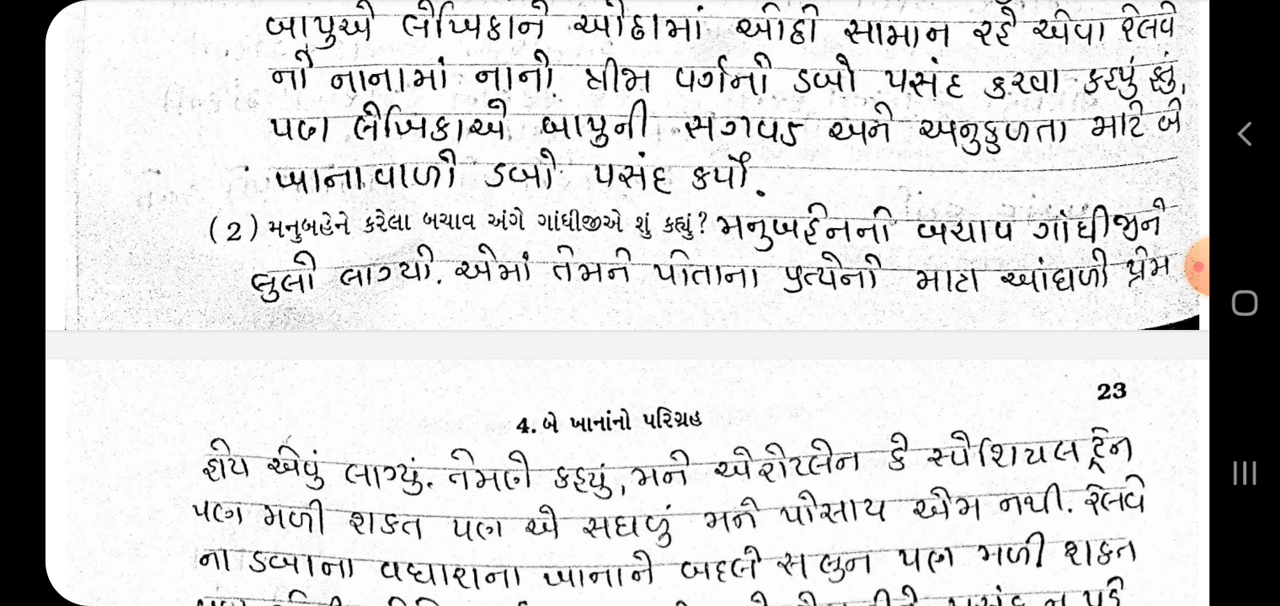 બાપુએ લેખિકાને ઓછામાં ઓછો સામાન રહે એવા રેલવે
નો નાનામાં નાનો ત્રીજા વર્ગનો ડબો પસંદ કરવા કહ્યું હતું,
પણ લેખિકાએ બાપુની સગવડ અને અનુકુળતા માટે બે
ખાનાવાળો ડબો પસંદ કર્યો.
(2) મનુબહેને કરેલા બચાવ અંગે ગાંધીજીએ શું કહ્યું? મનુબહેનનો બચાવ ગાંધીજીને
લુલો લાગ્યો. એમાં તેમને પોતાના પ્રત્યેનો મારા આંધળો પ્રેમ
23
4. બે ખાનાંનો પરિગ્રહ
હોય એવું લાગ્યું. તેમણે કહ્યું, મને એરોપ્લેન કે સ્પેશિયલ ટ્રેન
પણ મળી શકત પણ એ સઘળું મને પોસાય એમ નથી. રેલવે
ના ડબાના વધારાના ખાનાને બદલે સલુન પણ મળી શકત